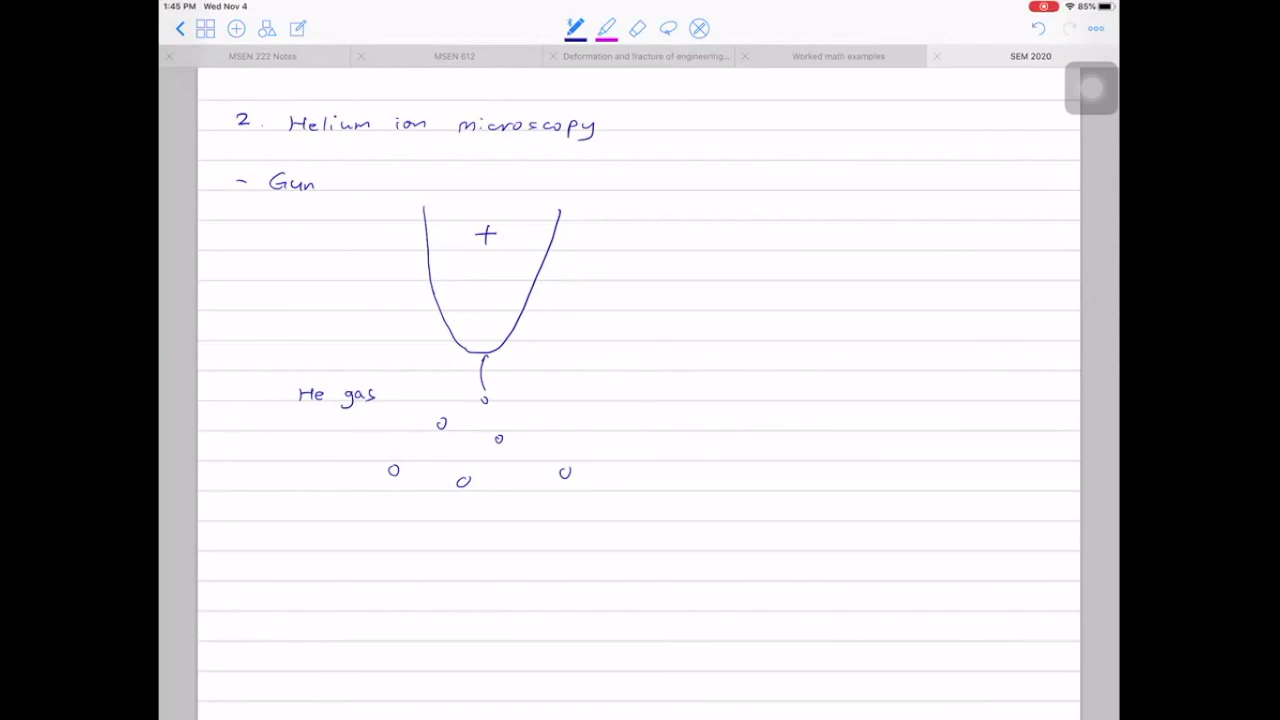 1:45 PM Wed Nov 4
85%
MSEN 222 Notes
MSEN 612
Deformation and fracture of engineering...
Worked math examples
SEM 2020
2. Helium ion microscopy
- Gun
+
He gas